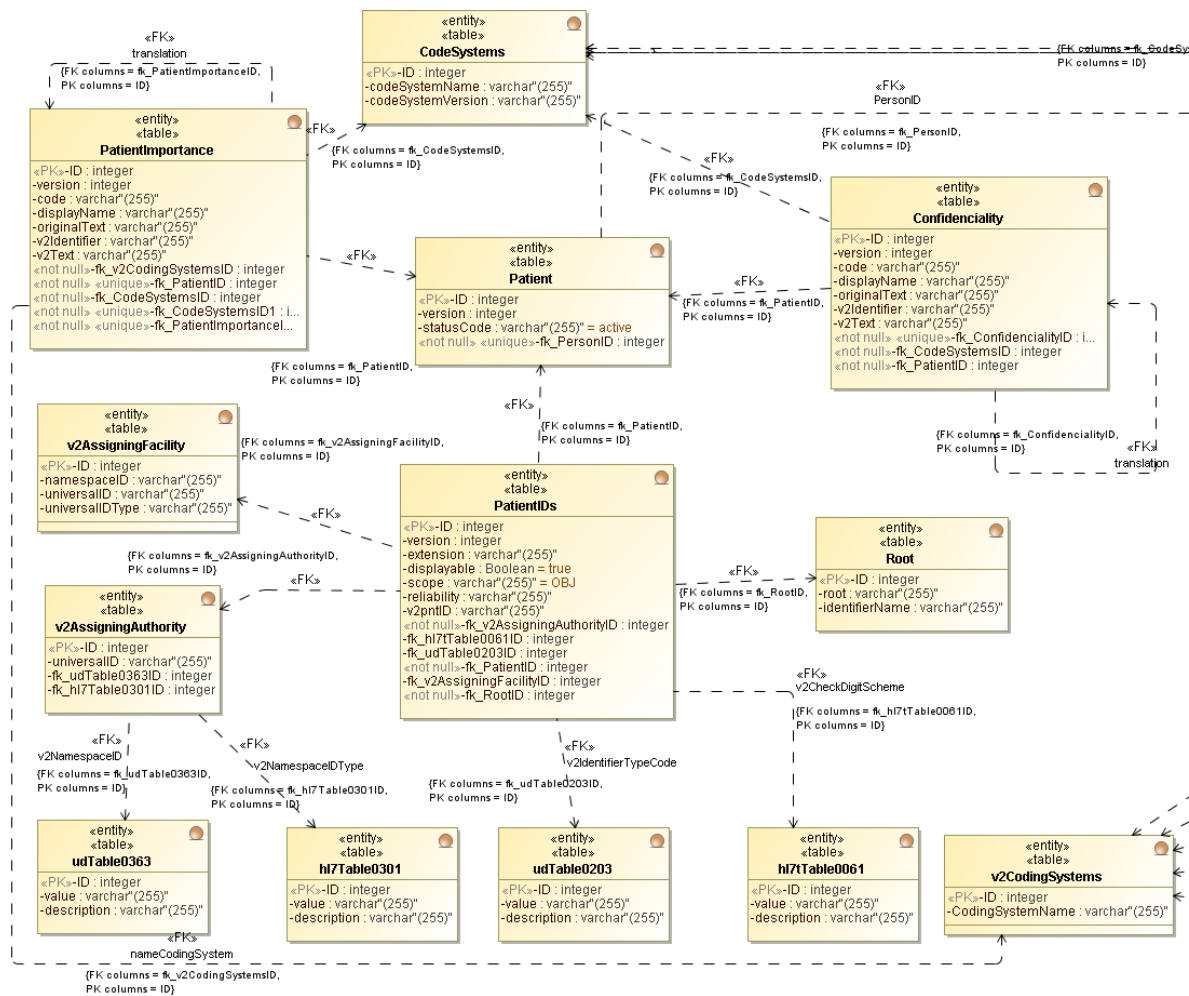 «FK»
translation
{FK columns = fk_PatientImportanceID,
PK columns = ID}
«entity»
«table»
CodeSystems
«PK»-ID : integer
-codeSystemName : varchar"(255)"
-codeSystemVersion : varchar"(255)"
{FK columns = fk_CodeSys
PK columns = ID}
«FK»
PersonID
{FK columns = fk_PersonID,
PK columns = ID}
«entity»
«table»
PatientImportance
«PK»-ID : integer
-version : integer
-code : varchar"(255)"
-displayName : varchar"(255)"
-originalText : varchar"(255)"
-v2Identifier : varchar"(255)"
-v2Text : varchar"(255)"
«not null»-fk_v2CodingSystemsID : integer
«not null» «unique»-fk_PatientID : integer
«not null»-fk_CodeSystemsID : integer
«not null» «unique»-fk_CodeSystemsID1 : i...
«not null» «unique»-fk_PatientImportanceI...
«FK»
{FK columns = fk_CodeSystemsID,
PK columns = ID}
«FK»
{FK columns = fk_CodeSystemsID,
PK columns = ID}
«entity»
«table»
Confidenciality
«PK»-ID : integer
-version : integer
-code : varchar"(255)"
-displayName : varchar"(255)"
-originalText : varchar"(255)"
-v2Identifier : varchar"(255)"
-v2Text : varchar"(255)"
«not null» «unique»-fk_ConfidencialityID : i...
«not null»-fk_CodeSystemsID : integer
«not null»-fk_PatientID : integer
«FK»
«entity»
«table»
Patient
«PK»-ID : integer
-version : integer
-statusCode : varchar"(255)" = active
«not null» «unique»-fk_PersonID : integer
«FK»
{FK columns = fk_PatientID,
PK columns = ID}
{FK columns = fk_PatientID,
PK columns = ID}
«FK»
{FK columns = fk_PatientID,
PK columns = ID}
{FK columns = fk_ConfidencialityID,
PK columns = ID}
«FK»
translation
«entity»
«table»
v2AssigningFacility
«PK»-ID : integer
-namespaceID : varchar"(255)"
-universalID : varchar"(255)"
-universalIDType : varchar"(255)"
{FK columns = fk_v2AssigningFacilityID,
PK columns = ID}
«FK»
«entity»
«table»
PatientIDs
«PK»-ID : integer
-version : integer
-extension : varchar"(255)"
-displayable : Boolean = true
-scope : varchar"(255)" = OBJ
-reliability : varchar"(255)"
-v2pntID : varchar"(255)"
«not null»-fk_v2AssigningAuthorityID : integer
-fk_hl7tTable0061ID : integer
-fk_udTable0203ID : integer
«not null»-fk_PatientID : integer
-fk_v2AssigningFacilityID : integer
«not null»-fk_RootID : integer
«FK»
{FK columns = fk_RootID,
PK columns = ID}
«entity»
«table»
Root
«PK»-ID : integer
-root : varchar"(255)"
-identifierName : varchar"(255)"
{FK columns = fk_v2AssigningAuthorityID,
PK columns = ID}
«FK»
«entity»
«table»
v2AssigningAuthority
«PK»-ID : integer
-universalID : varchar"(255)"
-fk_udTable0363ID : integer
-fk_hl7Table0301ID : integer
«FK»
v2CheckDigitScheme
{FK columns = fk_hl7tTable0061ID,
PK columns = ID}
«FK»
v2NamespaceID
{FK columns = fk_udTable0363ID,
PK columns = ID}
«FK»
v2NamespaceIDType
{FK columns = fk_hl7Table0301ID,
PK columns = ID}
«FK»
v2IdentifierTypeCode
{FK columns = fk_udTable0203ID,
PK columns = ID}
«entity»
«table»
udTable0363
«PK»-ID : integer
-value : varchar"(255)"
-description : varchar"(255)"
«entity»
«table»
hl7Table0301
«PK»-ID : integer
-value : varchar"(255)"
-description : varchar"(255)"
«entity»
«table»
udTable0203
«PK»-ID : integer
-value : varchar"(255)"
-description : varchar"(255)"
«entity»
«table»
hl7tTable0061
«PK»-ID : integer
-value : varchar"(255)"
-description : varchar"(255)"
«entity»
«table»
v2CodingSystems
«PK»-ID : integer
-CodingSystemName : varchar"(255)"
«FK»
nameCodingSystem
{FK columns = fk_v2CodingSystemsID,
PK columns = ID}